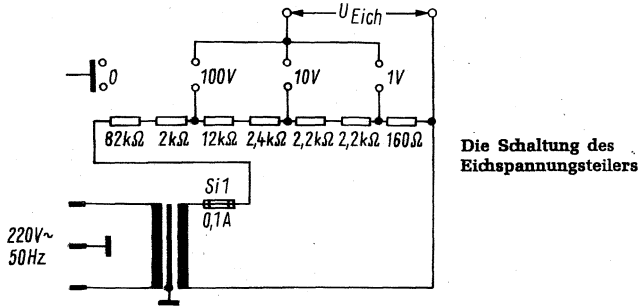 U Eich
0
100V
10V
1V
82kΩ 2kΩ 12kΩ 2,4kΩ 2,2kΩ 2,2kΩ 160Ω
Die Schaltung des
Eichspannungsteilers
Si1
0,1A
220V~
50Hz